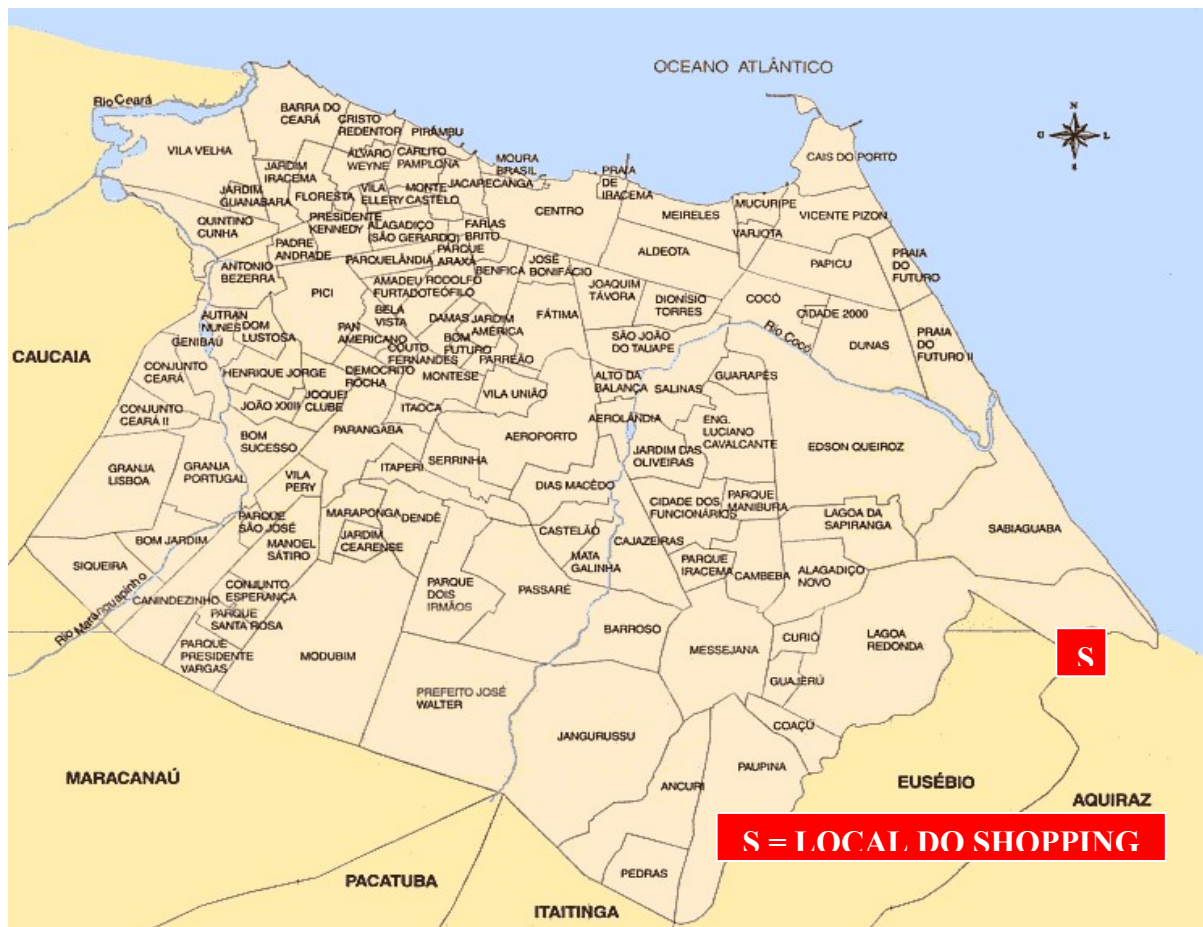 OCEANO ATLÂNTICO
Rio Ceará
N
O
L
S
BARRA DO
CEARÁ
CRISTO
REDENTOR
PIRÂMBU
VILA VELHA
ÁLVARO
WEYNE
CARLITO
PAMPLONA
MOURA
BRASIL
CAIS DO PORTO
JARDIM
IRACEMA
JACARECANGA
PRAIA
DE
IRACEMA
JARDIM
GUANABARA
FLORESTA
VILA
ELLERY
MONTE
CASTELO
CENTRO
MEIRELES
MUCURIPE
VICENTE PIZON
QUINTINO
CUNHA
PRESIDENTE
KENNEDY
ALAGADIÇO
(SÃO GERARDO)
FARIAS
BRITO
VARJOTA
PADRE
ANDRADE
PARQUELÂNDIA
PARQUE
ARAXÁ
JOSÉ
BONIFÁCIO
ALDEOTA
PAPICU
PRAIA
DO
FUTURO
ANTONIO
BEZERRA
PICI
AMADEU
FURTADO
RODOLFO
TEÓFILO
BENFICA
JOAQUIM
TÁVORA
DIONÍSIO
TORRES
COCÓ
CIDADE 2000
AUTRAN
NUNES
DOM
LUSTOSA
BELA
VISTA
DAMAS
JARDIM
AMÉRICA
FÁTIMA
PAN
AMERICANO
SÃO JOÃO
DO TAUAPE
Rio Cocó
DUNAS
PRAIA
DO
FUTURO II
CAUCAIA
GENIBAÚ
COUTO
FERNANDES
BOM
FUTURO
PARREÃO
CONJUNTO
CEARÁ
HENRIQUE JORGE
DEMOCRITO
ROCHA
MONTESE
VILA UNIÃO
ALTO DA
BALANÇA
SALINAS
GUARAPES
CONJUNTO
CEARÁ II
JOÃO XXIII
JOQUEI
CLUBE
ITAOCA
AEROLÂNDIA
ENG.
LUCIANO
CAVALCANTE
BOM
SUCESSO
PARANGABA
AEROPORTO
JARDIM DAS
OLIVEIRAS
EDSON QUEIROZ
GRANJA
LISBOA
GRANJA
PORTUGAL
VILA
PERY
ITAPERI
SERRINHA
DIAS MACÊDO
CIDADE DOS
FUNCIONÁRIOS
PARQUE
MANIBURA
LAGOA DA
SAPIRANGA
SABIAGUABA
PARQUE
SÃO JOSÉ
MARAPONGA
DENDÊ
CASTELÃO
CAJAZEIRAS
BOM JARDIM
MANOEL
SÁTIRO
JARDIM
CEARENSE
MATA
GALINHA
PARQUE
IRACEMA
CAMBEBA
ALAGADIÇO
NOVO
SIQUEIRA
Rio Maranguapinho
CANINDEZINHO
CONJUNTO
ESPERANÇA
PARQUE
DOIS
IRMÃOS
PASSARÉ
PARQUE
SANTA ROSA
BARROSO
MESSEJANA
CURIÓ
LAGOA
REDONDA
PARQUE
PRESIDENTE
VARGAS
MODUBIM
S
GUAJERÚ
PREFEITO JOSÉ
WALTER
JANGURUSSU
COAÇÚ
MARACANAÚ
ANCURI
PAUPINA
EUSÉBIO
AQUIRAZ
S = LOCAL DO SHOPPING
PACATUBA
PEDRAS
ITAITINGA